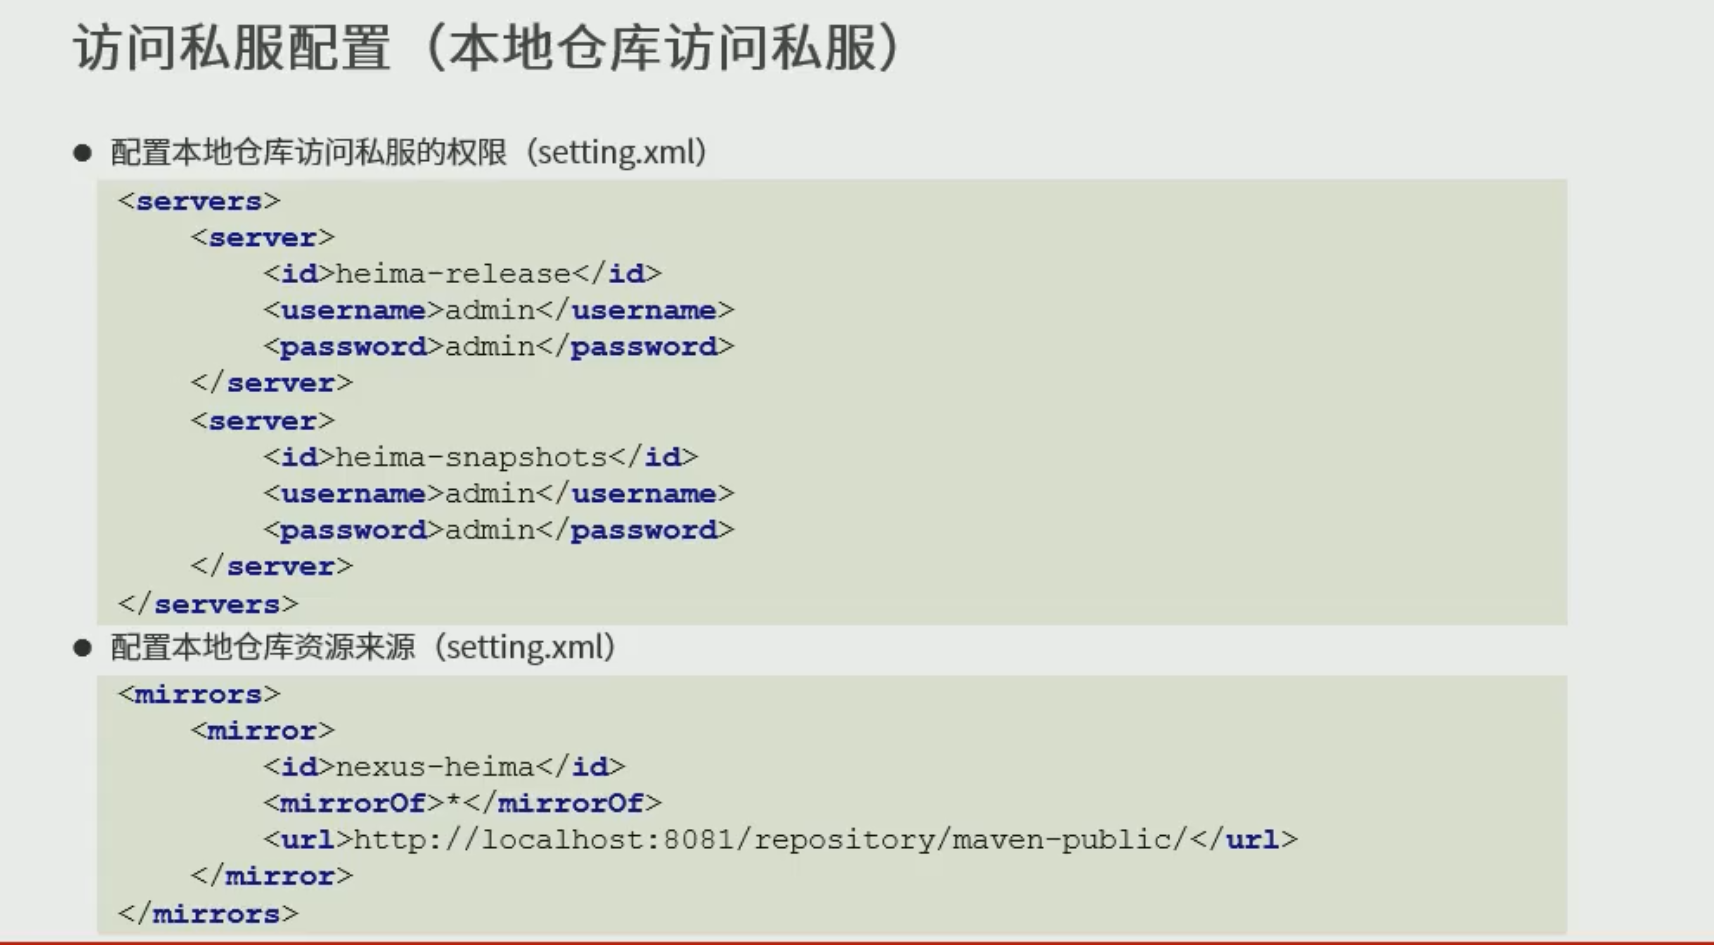 访问私服配置（本地仓库访问私服）
● 配置本地仓库访问私服的权限（setting.xml）
<servers>
    <server>
        <id>heima-release</id>
        <username>admin</username>
        <password>admin</password>
    </server>
    <server>
        <id>heima-snapshots</id>
        <username>admin</username>
        <password>admin</password>
    </server>
</servers>
● 配置本地仓库资源来源（setting.xml）
<mirrors>
    <mirror>
        <id>nexus-heima</id>
        <mirrorOf>*</mirrorOf>
        <url>http://localhost:8081/repository/maven-public/</url>
    </mirror>
</mirrors>